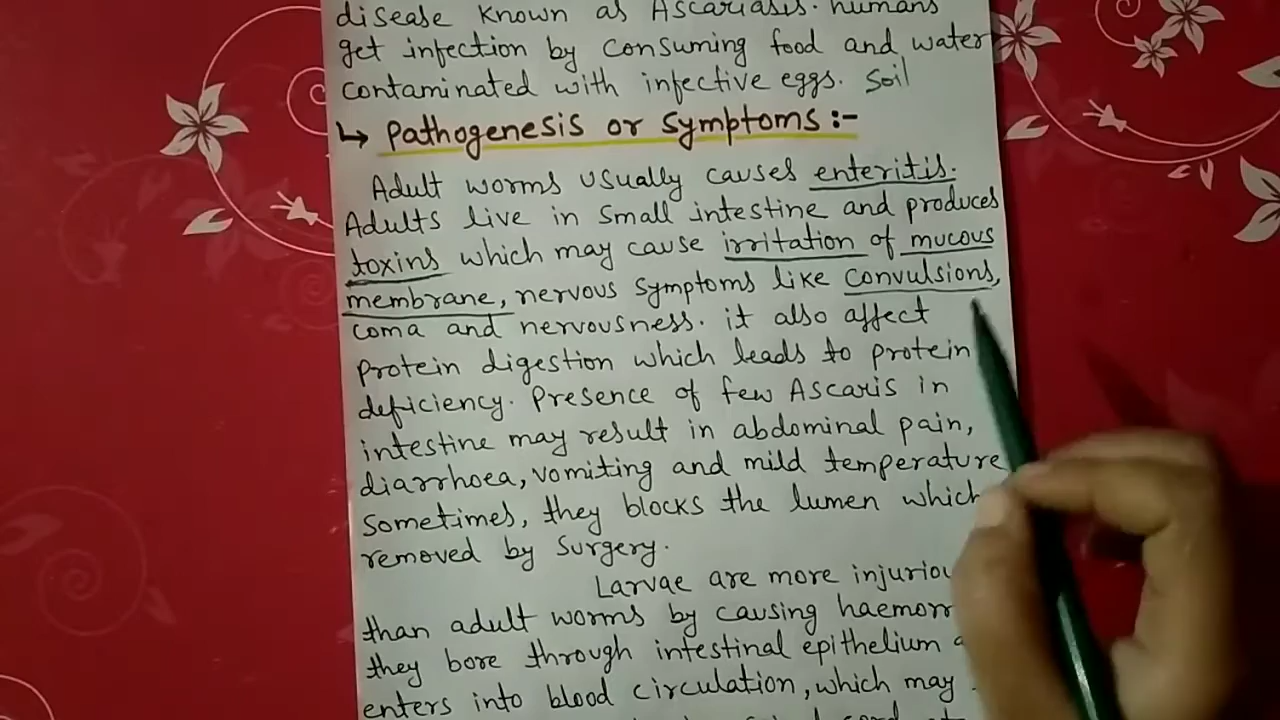 disease known as Ascariasis. humans
get infection by consuming food and water
contaminated with infective eggs. Soil
↳ Pathogenesis or Symptoms :-
Adult worms usually causes enteritis.
Adults live in small intestine and produces
toxins which may cause irritation of mucous
membrane, nervous symptoms like convulsions,
coma and nervousness. it also affect
protein digestion which leads to protein
deficiency. Presence of few Ascaris in
intestine may result in abdominal pain,
diarrhoea, vomiting and mild temperature
sometimes, they blocks the lumen which
removed by surgery.
Larvae are more
than adult worms by causing
they bore through intestinal epithelium
enters into blood circulation, which may